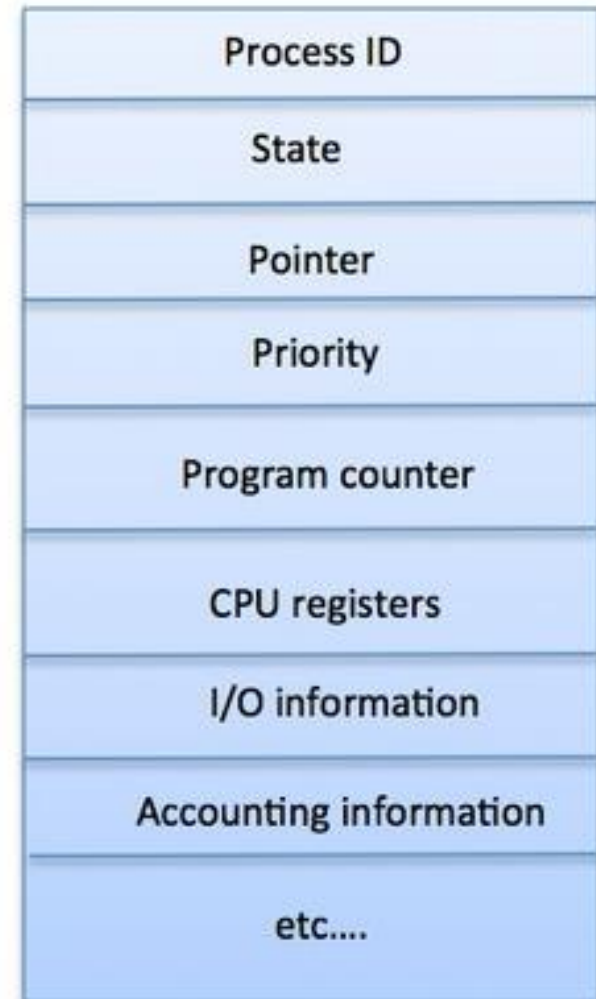 Process ID
State
Pointer
Priority
Program counter
CPU registers
I/O information
Accounting information
etc....